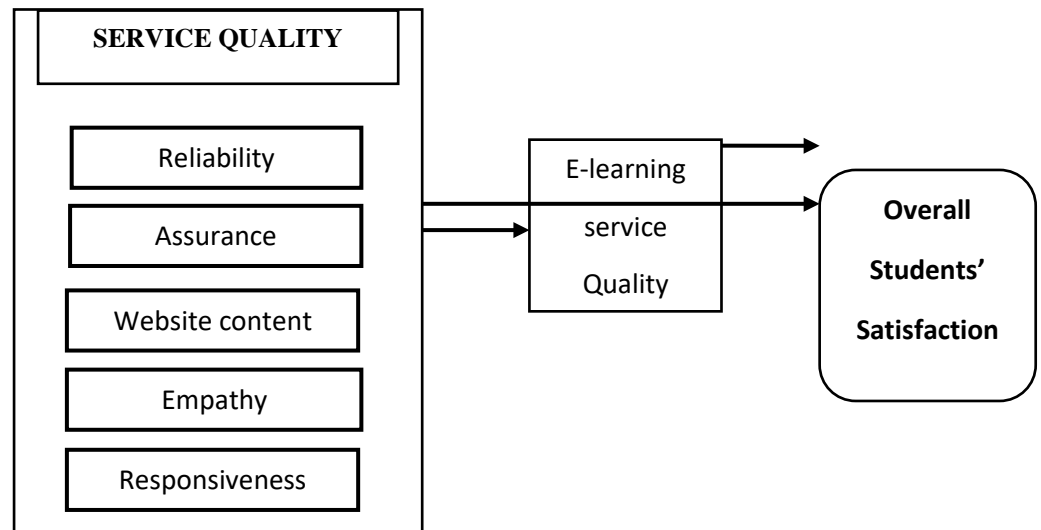 SERVICE QUALITY
Reliability
Assurance
Website content
Empathy
Responsiveness
E-learning
service
Quality
Overall
Students’
Satisfaction